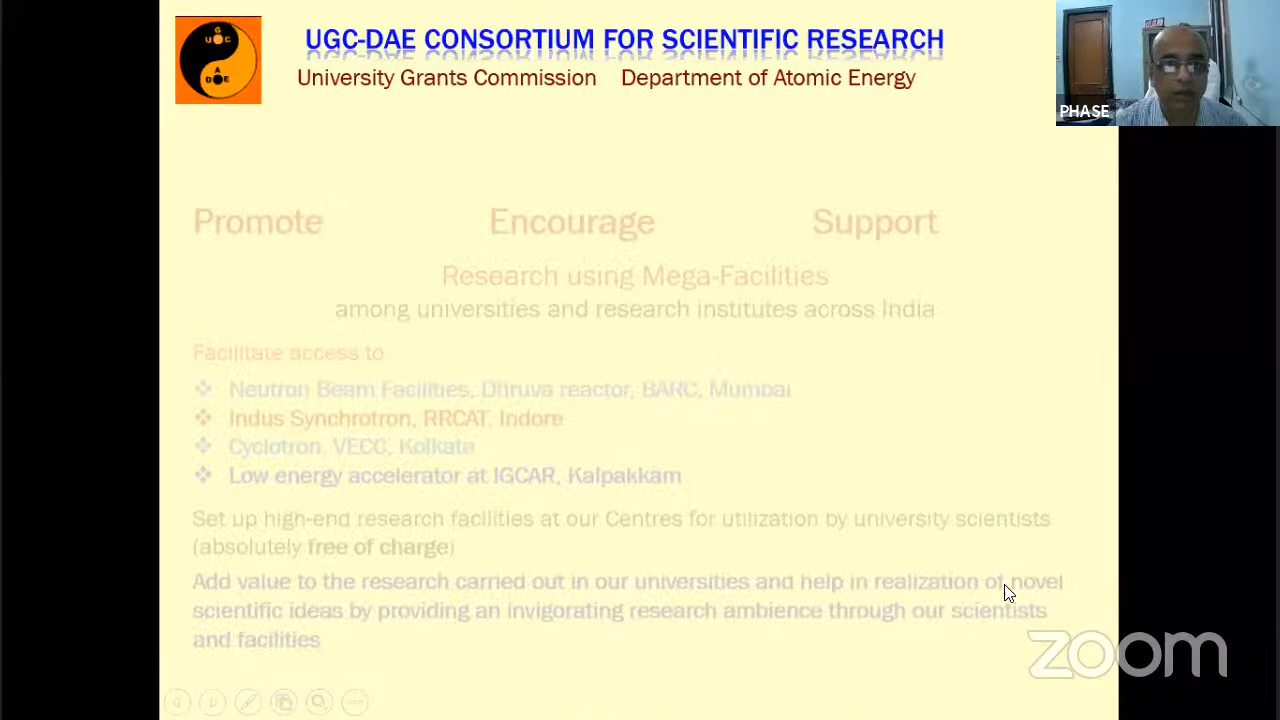 UGC-DAE CONSORTIUM FOR SCIENTIFIC RESEARCH
University Grants Commission Department of Atomic Energy
G
U C
A
D E
PHASE
Promote Encourage Support
Research using Mega-Facilities
among universities and research institutes across India
Facilitate access to
❖ Neutron Beam Facilities, Dhruva reactor, BARC, Mumbai
❖ Indus Synchrotron, RRCAT, Indore
❖ Cyclotron, VECC, Kolkata
❖ Low energy accelerator at IGCAR, Kalpakkam
Set up high-end research facilities at our Centres for utilization by university scientists
(absolutely free of charge)
Add value to the research carried out in our universities and help in realization of novel
scientific ideas by providing an invigorating research ambience through our scientists
and facilities
zoom